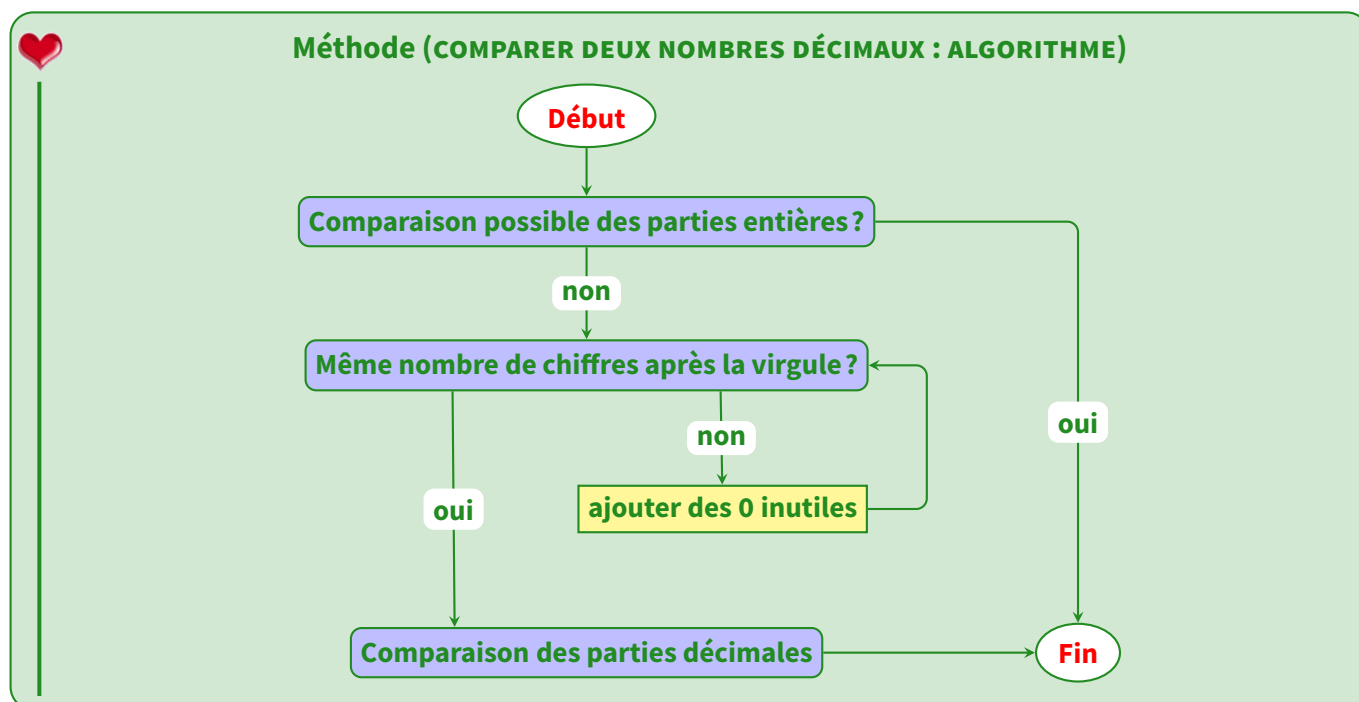 Méthode (COMPARER DEUX NOMBRES DÉCIMAUX : ALGORITHME)
Début
Comparaison possible des parties entières ?
non
Même nombre de chiffres après la virgule ?
non
oui
oui
ajouter des 0 inutiles
Comparaison des parties décimales
Fin